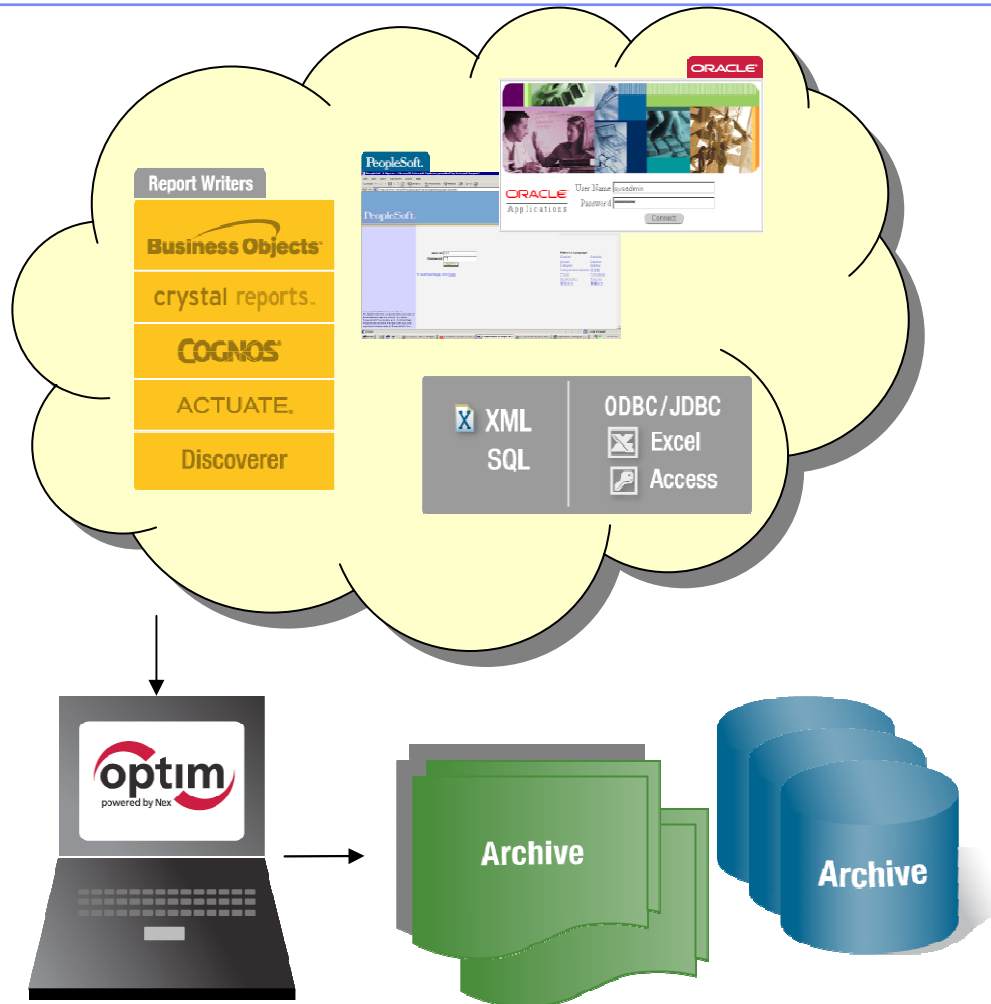 ORACLE
PeopleSoft.
Report Writers
Business Objects
crystal reports
COGNOS
ACTUATE
Discoverer
ORACLE
Applications
User Name
sysadmin
Password
Connect
PeopleSoft.
XML
SQL
ODBC/JDBC
Excel
Access
optim
powered by Nex
Archive
Archive